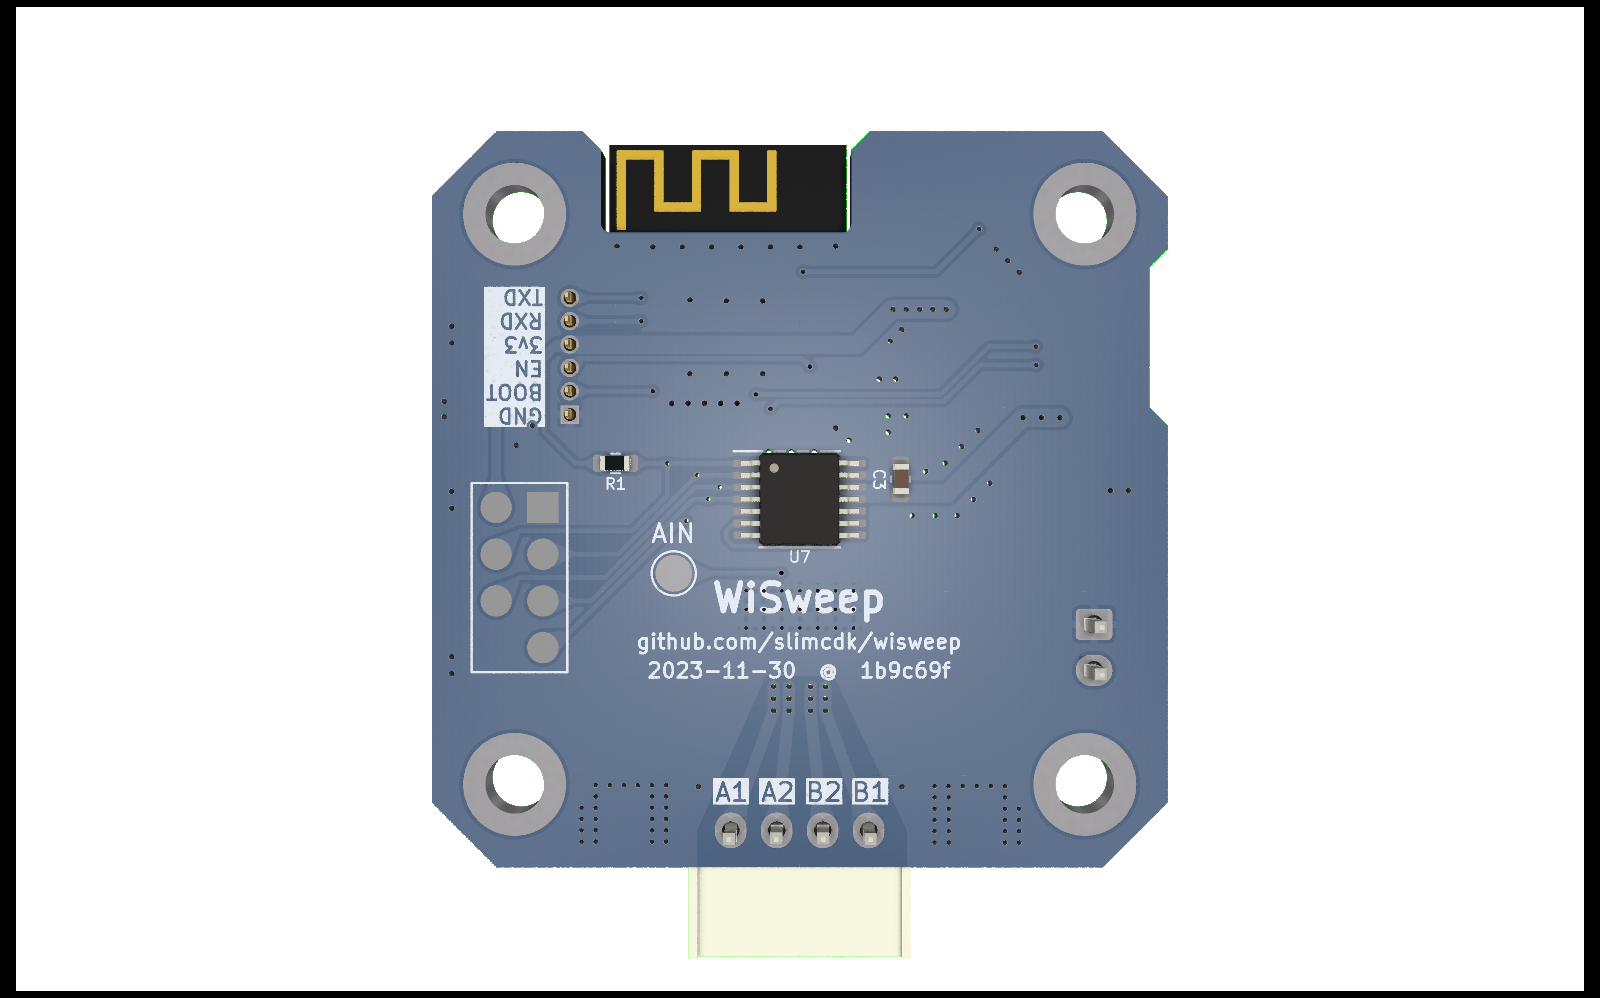 TXD
RXD
3v3
EN
BOOT
GND
R1
C3
AIN
U7
WiSweep
github.com/slimcdk/wisweep
2023-11-30 @ 1b9c69f
A1 A2 B2 B1